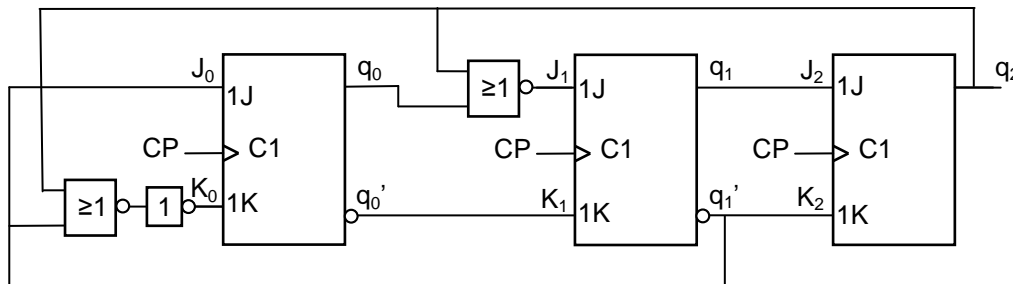 J₀ q₀ J₁ q₁ J₂ q₂
1J ≥1 1J 1J
CP C1 CP C1 CP C1
≥1 1 K₀ 1K q₀’ K₁ 1K q₁’ K₂ 1K